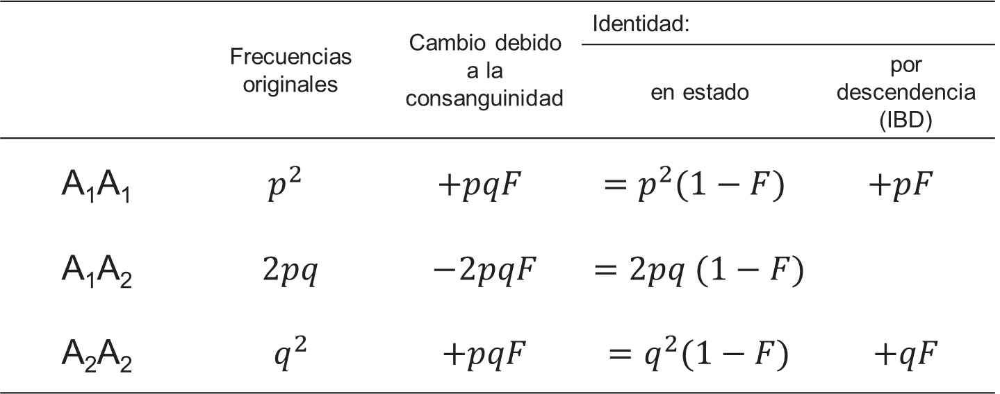 Identidad:
Frecuencias
originales
Cambio debido
a la
consanguinidad
en estado
por
descendencia
(IBD)
A₁A₁ p² +pqF = p²(1 − F) +pF
A₁A₂ 2pq −2pqF = 2pq (1 − F)
A₂A₂ q² +pqF = q²(1 − F) +qF